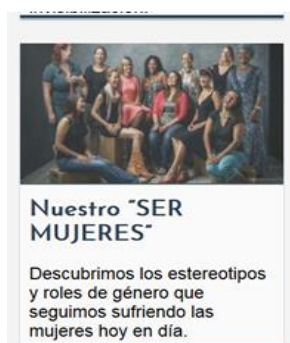 Nuestro "SER
MUJERES"
Descubrimos los estereotipos
y roles de género que
seguimos sufriendo las
mujeres hoy en día.